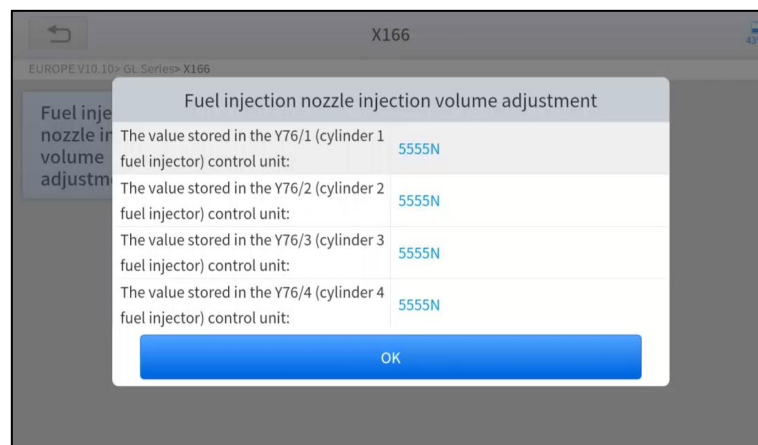 X166
EUROPE V10.10> GL Series> X166
Fuel inje
nozzle in
volume
adjustm
Fuel injection nozzle injection volume adjustment
The value stored in the Y76/1 (cylinder 1
fuel injector) control unit:
5555N
The value stored in the Y76/2 (cylinder 2
fuel injector) control unit:
5555N
The value stored in the Y76/3 (cylinder 3
fuel injector) control unit:
5555N
The value stored in the Y76/4 (cylinder 4
fuel injector) control unit:
5555N
OK